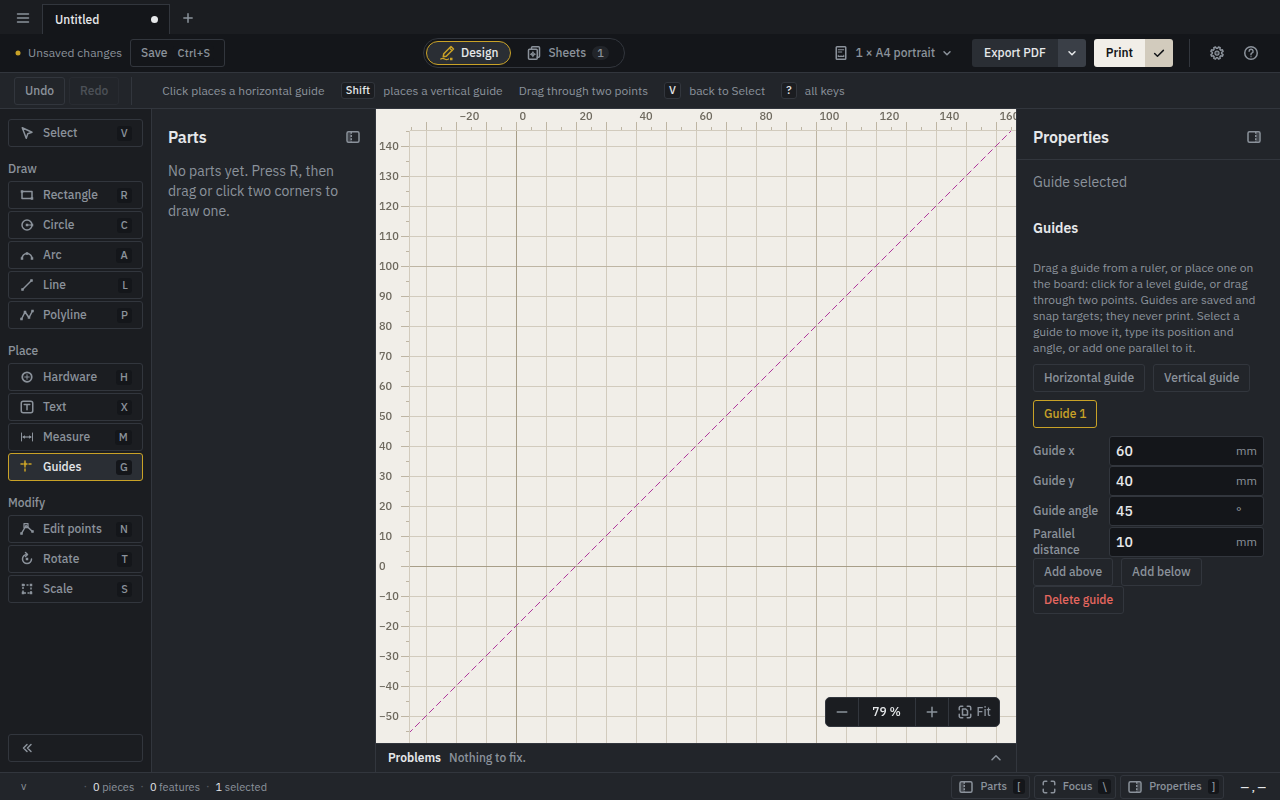 Untitled
Unsaved changes
Save Ctrl+S
Design
Sheets 1
1 × A4 portrait
Export PDF
Print
Undo
Redo
Click places a horizontal guide
Shift places a vertical guide
Drag through two points
V back to Select
? all keys
Select V
Draw
Rectangle R
Circle C
Arc A
Line L
Polyline P
Place
Hardware H
Text X
Measure M
Guides G
Modify
Edit points N
Rotate T
Scale S
Parts
No parts yet. Press R, then
drag or click two corners to
draw one.
−20 0 20 40 60 80 100 120 140 160
140
130
120
110
100
90
80
70
60
50
40
30
20
10
0
−10
−20
−30
−40
−50
79 %
Fit
Problems Nothing to fix.
Properties
Guide selected
Guides
Drag a guide from a ruler, or place one on
the board: click for a level guide, or drag
through two points. Guides are saved and
snap targets; they never print. Select a
guide to move it, type its position and
angle, or add one parallel to it.
Horizontal guide
Vertical guide
Guide 1
Guide x 60 mm
Guide y 40 mm
Guide angle 45 °
Parallel
distance 10 mm
Add above
Add below
Delete guide
v · 0 pieces · 0 features · 1 selected
Parts [
Focus \
Properties ]
–,–